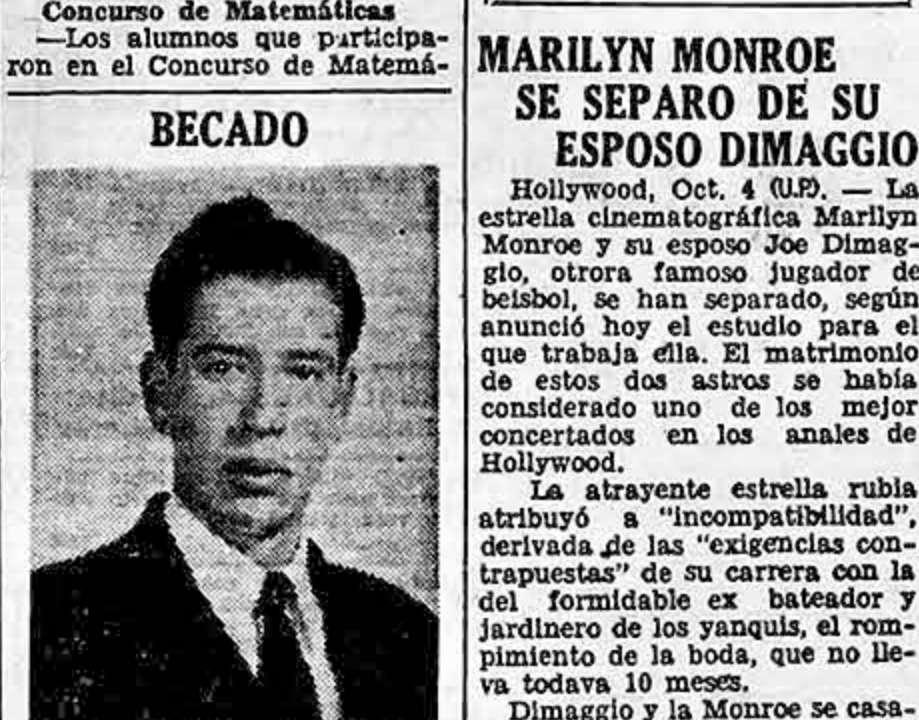 Concurso de Matemáticas
—Los alumnos que participa-
ron en el Concurso de Matemá-
BECADO
MARILYN MONROE
SE SEPARO DE SU
ESPOSO DIMAGGIO
Hollywood, Oct. 4 (U.P). — La
estrella cinematográfica Marilyn
Monroe y su esposo Joe Dimag-
gio, otrora famoso jugador de
beisbol, se han separado, según
anunció hoy el estudio para el
que trabaja ella. El matrimonio
de estos dos astros se había
considerado uno de los mejor
concertados en los anales de
Hollywood.
La atrayente estrella rubia
atribuyó a "incompatibilidad",
derivada de las "exigencias con-
trapuestas" de su carrera con la
del formidable ex bateador y
jardinero de los yanquis, el rom-
pimiento de la boda, que no lle-
va todava 10 meses.
Dimaggio y la Monroe se casa-